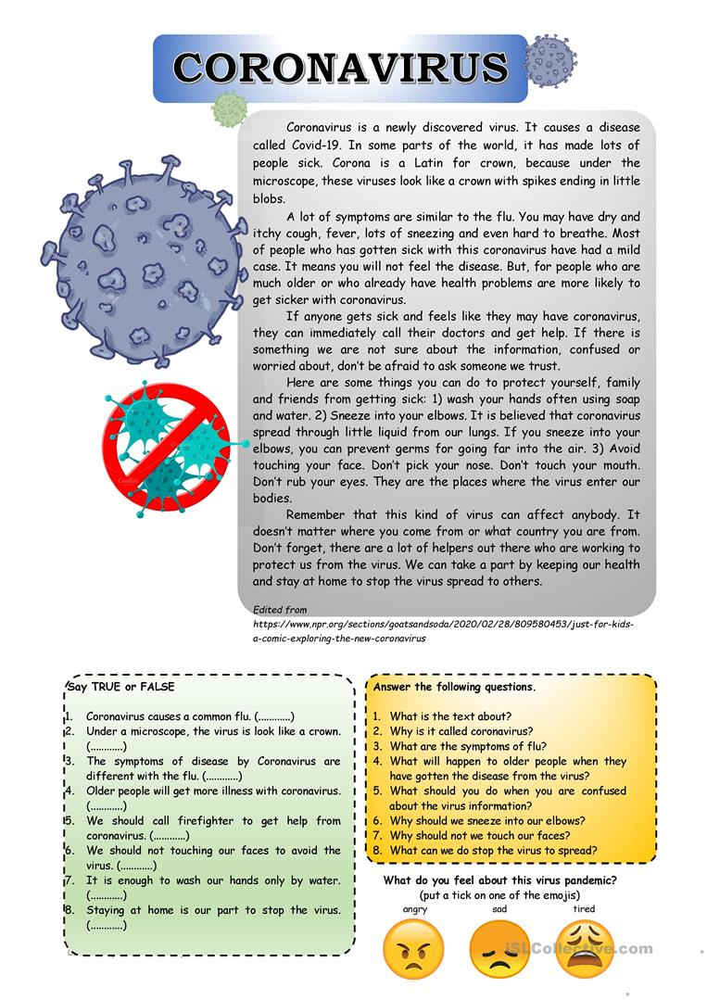 CORONAVIRUS
Coronavirus is a newly discovered virus. It causes a disease
called Covid-19. In some parts of the world, it has made lots of
people sick. Corona is a Latin for crown, because under the
microscope, these viruses look like a crown with spikes ending in little
blobs.
A lot of symptoms are similar to the flu. You may have dry and
itchy cough, fever, lots of sneezing and even hard to breathe. Most
of people who has gotten sick with this coronavirus have had a mild
case. It means you will not feel the disease. But, for people who are
much older or who already have health problems are more likely to
get sicker with coronavirus.
If anyone gets sick and feels like they may have coronavirus,
they can immediately call their doctors and get help. If there is
something we are not sure about the information, confused or
worried about, don't be afraid to ask someone we trust.
Here are some things you can do to protect yourself, family
and friends from getting sick: 1) wash your hands often using soap
and water. 2) Sneeze into your elbows. It is believed that coronavirus
spread through little liquid from our lungs. If you sneeze into your
elbows, you can prevent germs for going far into the air. 3) Avoid
touching your face. Don't pick your nose. Don't touch your mouth.
Don't rub your eyes. They are the places where the virus enter our
bodies.
Remember that this kind of virus can affect anybody. It
doesn't matter where you come from or what country you are from.
Don't forget, there are a lot of helpers out there who are working to
protect us from the virus. We can take a part by keeping our health
and stay at home to stop the virus spread to others.
Edited from
https://www.npr.org/sections/goatsandsoda/2020/02/28/809580453/just-for-kids-
a-comic-exploring-the-new-coronavirus
Say TRUE or FALSE
1. Coronavirus causes a common flu. (............)
2. Under a microscope, the virus is look like a crown.
(............)
3. The symptoms of disease by Coronavirus are
different with the flu. (............)
4. Older people will get more illness with coronavirus.
(............)
5. We should call firefighter to get help from
coronavirus. (............)
6. We should not touching our faces to avoid the
virus. (............)
7. It is enough to wash our hands only by water.
(............)
8. Staying at home is our part to stop the virus.
(............)
Answer the following questions.
1. What is the text about?
2. Why is it called coronavirus?
3. What are the symptoms of flu?
4. What will happen to older people when they
have gotten the disease from the virus?
5. What should you do when you are confused
about the virus information?
6. Why should we sneeze into our elbows?
7. Why should not we touch our faces?
8. What can we do stop the virus to spread?
What do you feel about this virus pandemic?
(put a tick on one of the emojis)
angry sad tired
iSLCollective.com